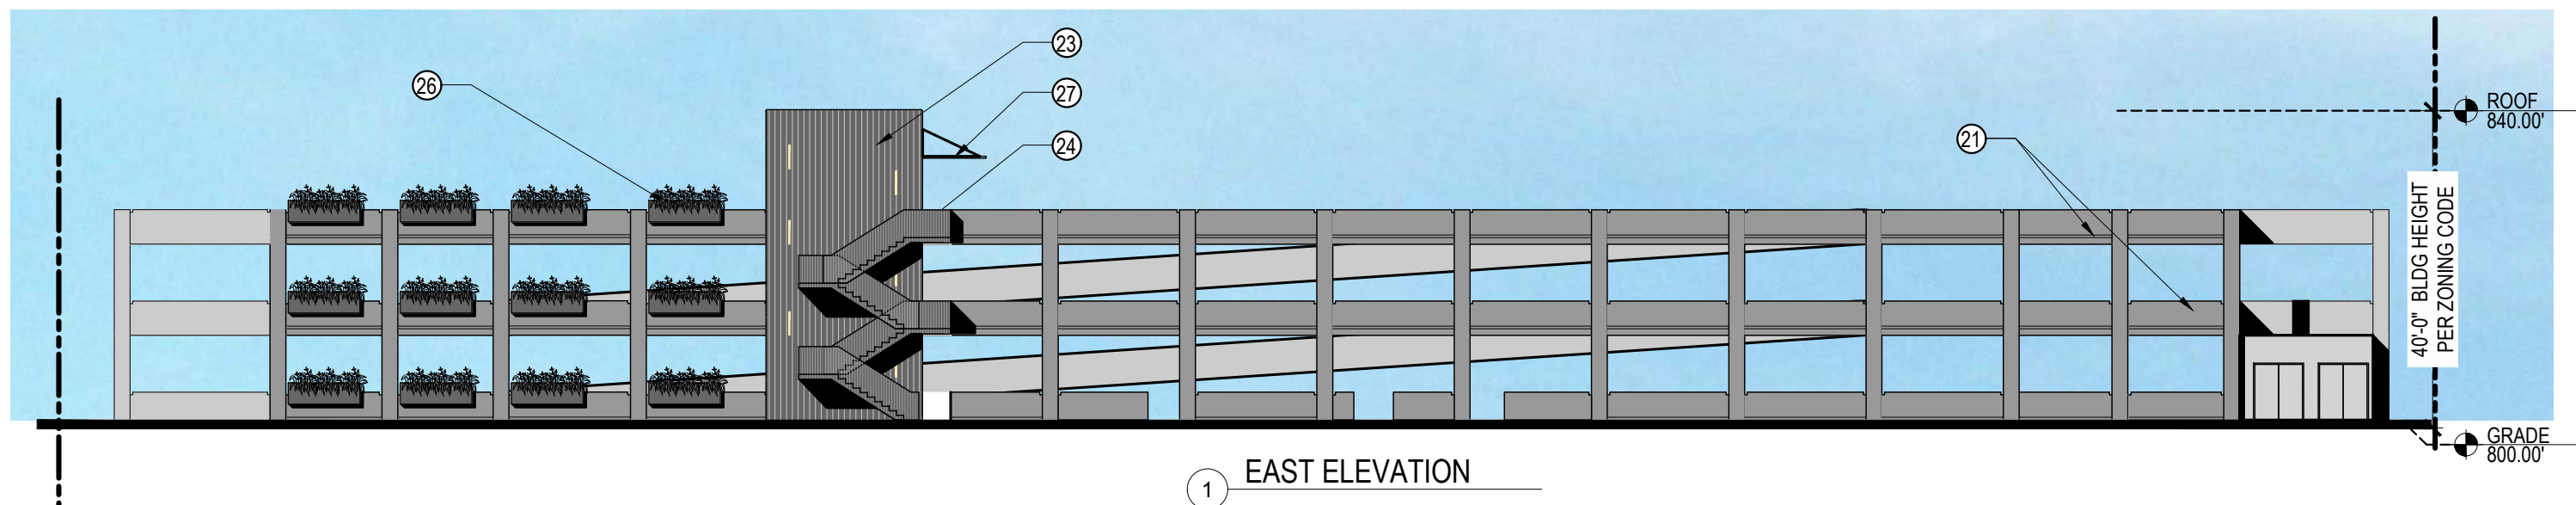 23
26
27
24
21
ROOF
840.00'
40'-0" BLDG HEIGHT
PER ZONING CODE
GRADE
800.00'
1 EAST ELEVATION